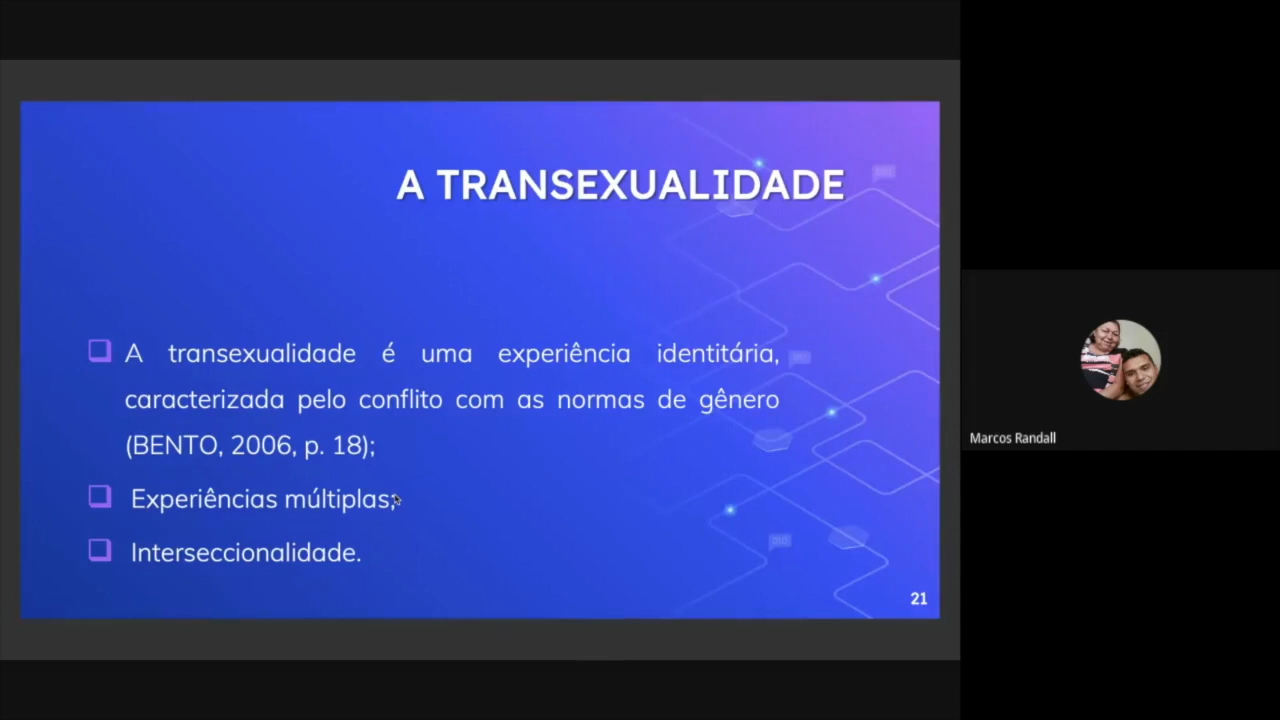 A TRANSEXUALIDADE
A transexualidade é uma experiência identitária,
caracterizada pelo conflito com as normas de gênero
(BENTO, 2006, p. 18);
Experiências múltiplas;
Interseccionalidade.
21
Marcos Randall